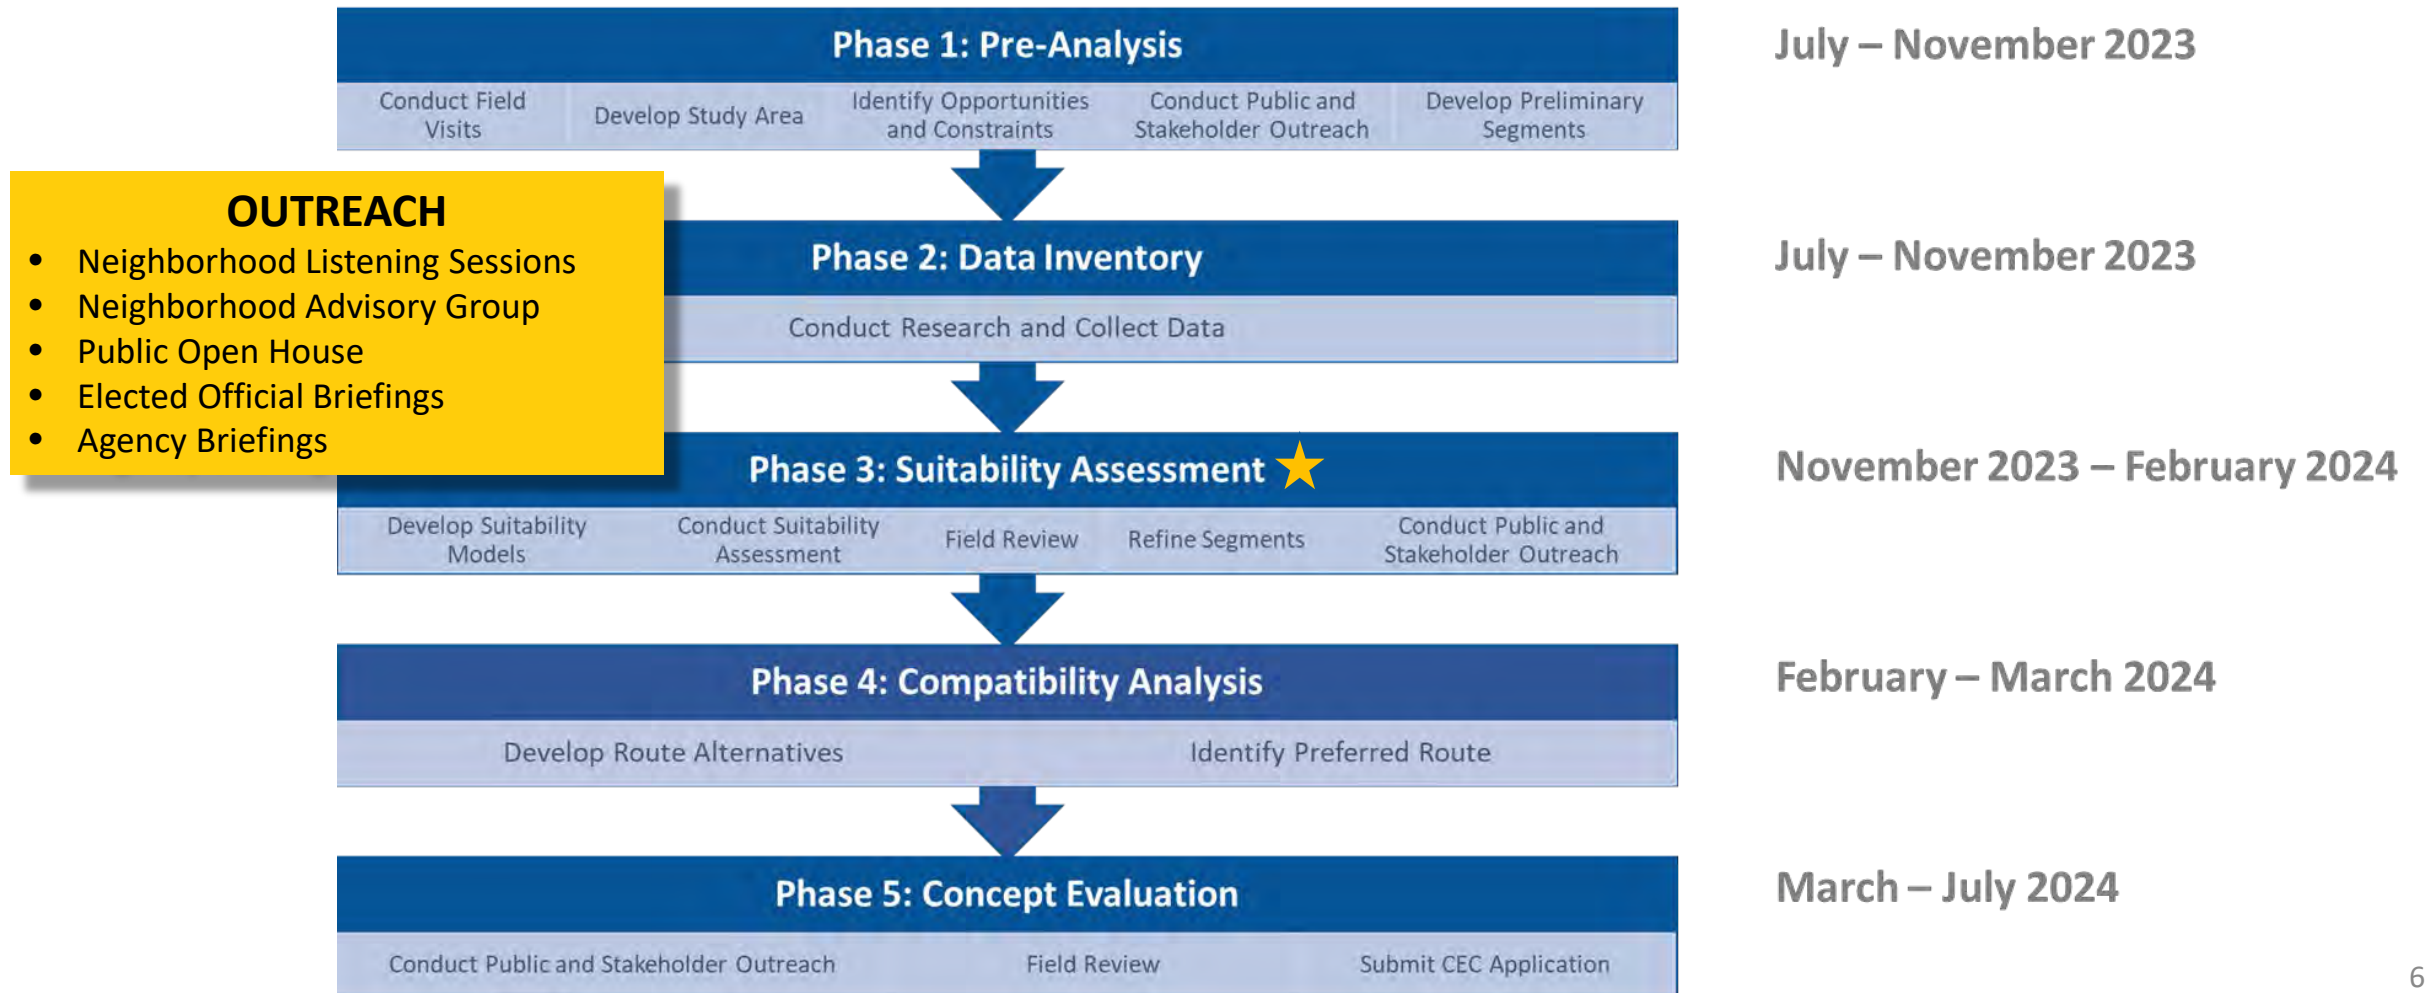 Phase 1: Pre-Analysis
July – November 2023
Conduct Field
Visits
Develop Study Area
Identify Opportunities
and Constraints
Conduct Public and
Stakeholder Outreach
Develop Preliminary
Segments
OUTREACH
• Neighborhood Listening Sessions
• Neighborhood Advisory Group
• Public Open House
• Elected Official Briefings
• Agency Briefings
Phase 2: Data Inventory
July – November 2023
Conduct Research and Collect Data
Phase 3: Suitability Assessment
November 2023 – February 2024
Develop Suitability
Models
Conduct Suitability
Assessment
Field Review
Refine Segments
Conduct Public and
Stakeholder Outreach
Phase 4: Compatibility Analysis
February – March 2024
Develop Route Alternatives
Identify Preferred Route
Phase 5: Concept Evaluation
March – July 2024
Conduct Public and Stakeholder Outreach
Field Review
Submit CEC Application
6